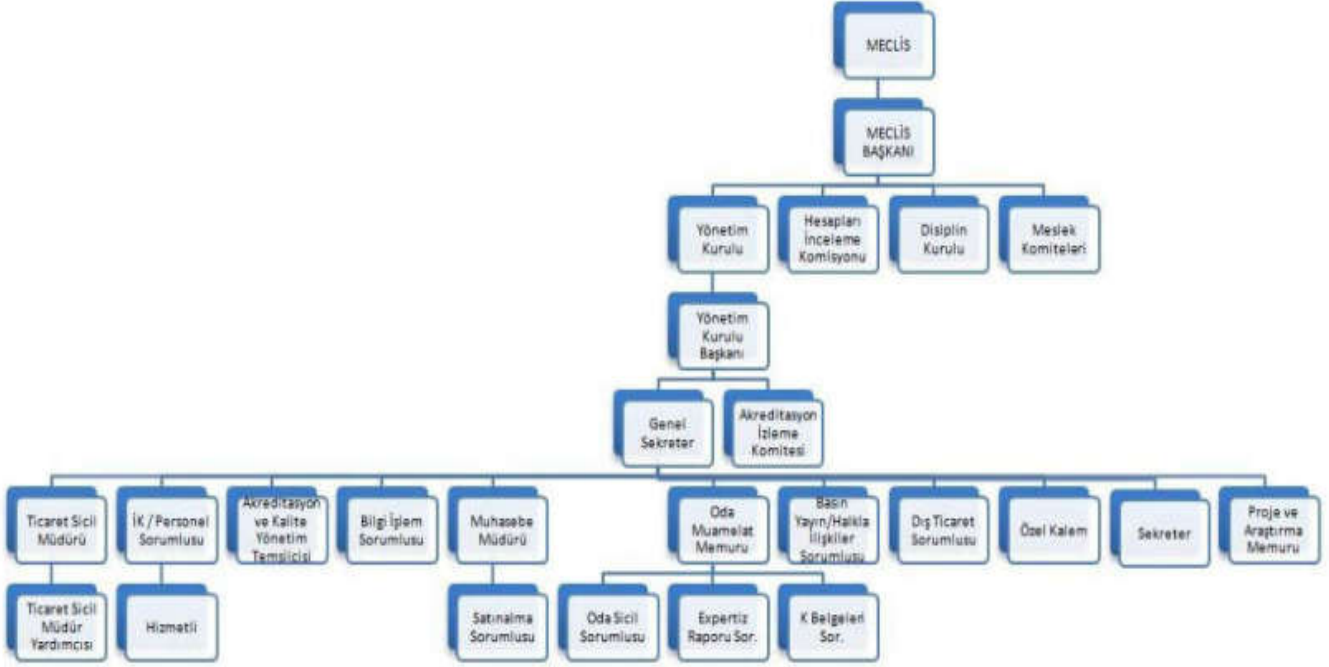 MECLİS
MECLİS
BAŞKANI
Yönetim
Kurulu
Hesapları
İnceleme
Komisyonu
Disiplin
Kurulu
Meslek
Komiteleri
Yönetim
Kurulu
Başkanı
Genel
Sekreter
Akreditasyon
İzleme
Komitesi
Ticaret Sicil
Müdürü
İK / Personel
Sorumlusu
Akreditasyon
ve Kalite
Yönetim
Temsilcisi
Bilgi İşlem
Sorumlusu
Muhasebe
Müdürü
Oda
Muamelat
Memuru
Basın
Yayın/Halkla
İlişkiler
Sorumlusu
Dış Ticaret
Sorumlusu
Özel Kalem
Sekreter
Proje ve
Araştırma
Memuru
Ticaret Sicil
Müdür
Yardımcısı
Hizmetli
Satınalma
Sorumlusu
Oda Sicil
Sorumlusu
Expertiz
Raporu Sor.
K Belgeleri
Sor.